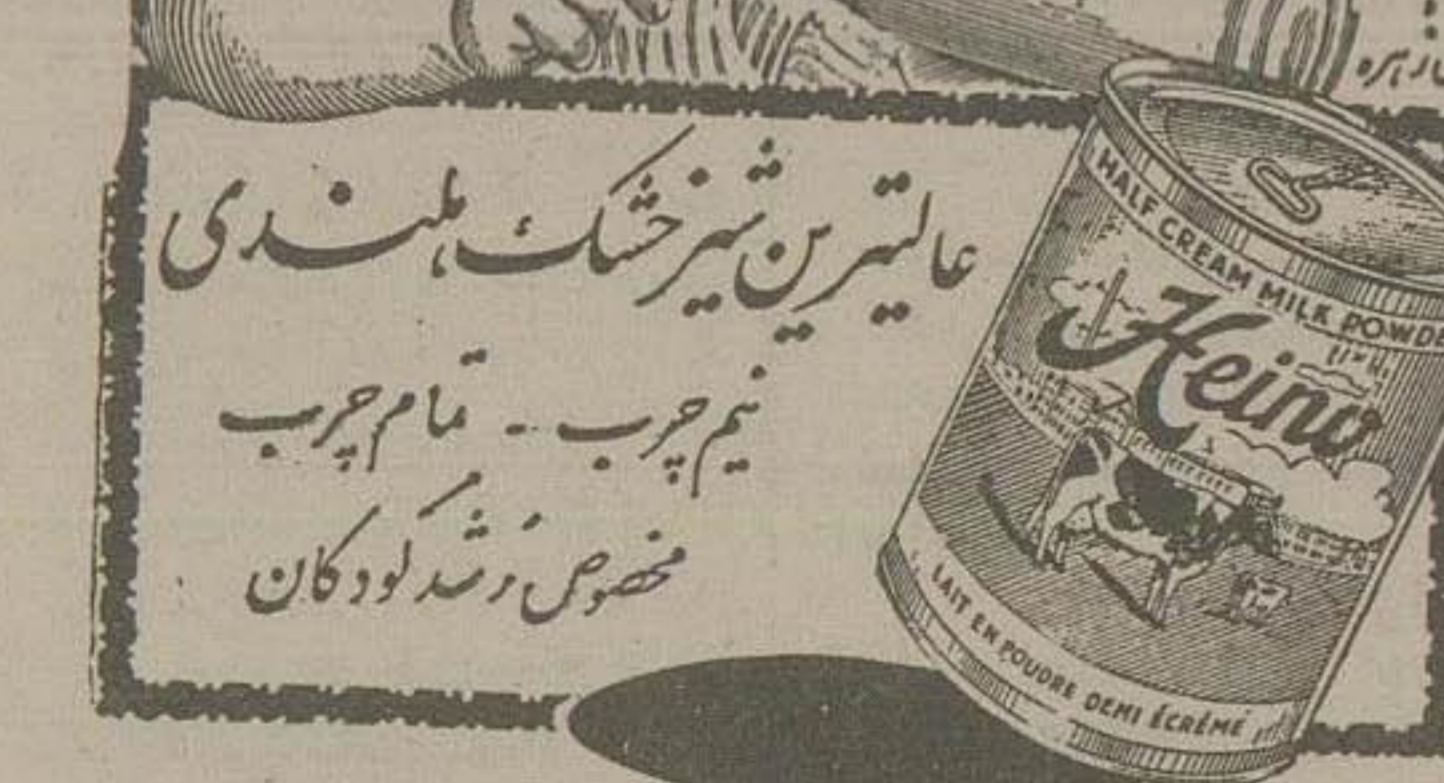 عالیترین شیر خشک هلندی
نیم چرب - تمام چرب
مخصوص رشد کودکان
HALF CREAM MILK POWDE
Heino
LAIT EN POUDRE DEMI ÉCRÉMÉ